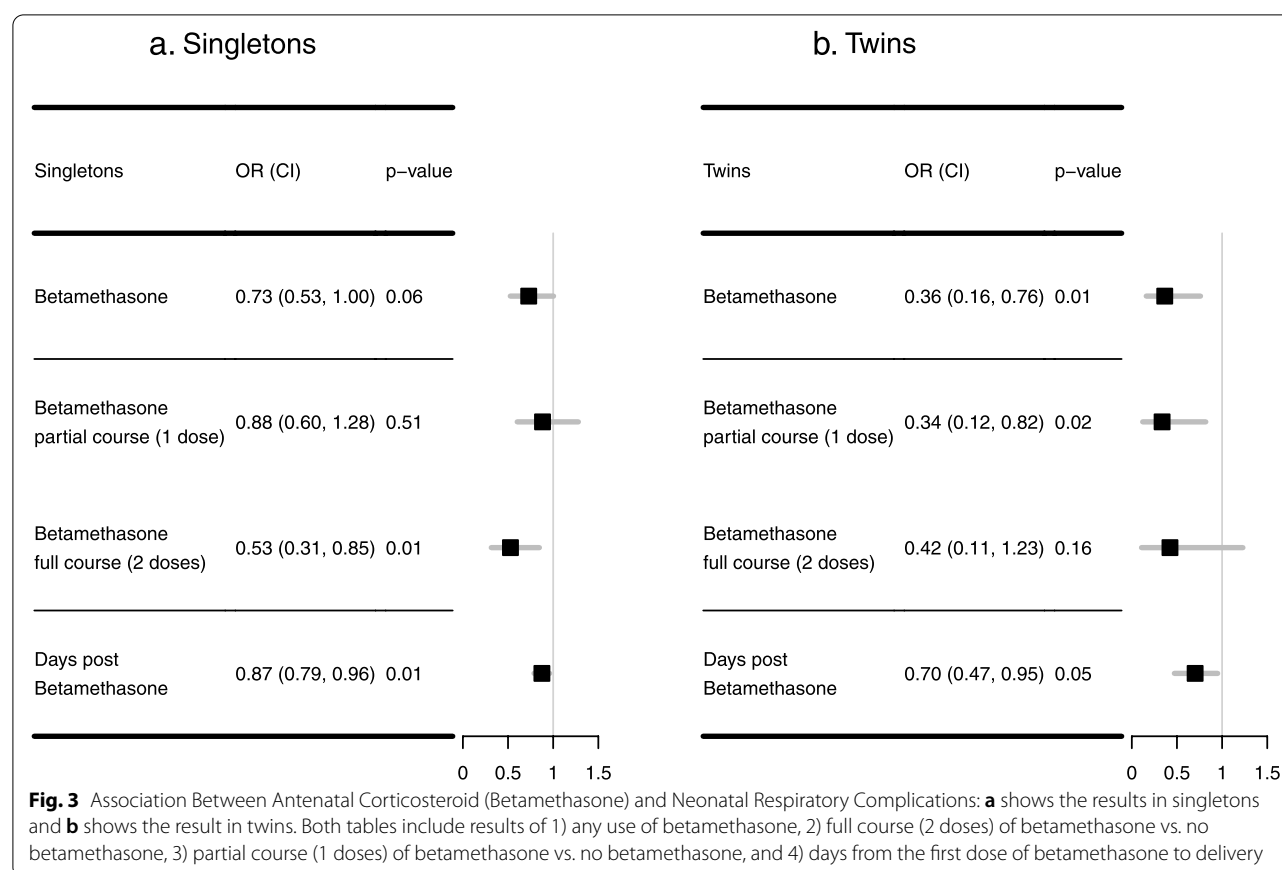 a. Singletons
Singletons OR (CI) p−value
Betamethasone 0.73 (0.53, 1.00) 0.06
Betamethasone
partial course (1 dose) 0.88 (0.60, 1.28) 0.51
Betamethasone
full course (2 doses) 0.53 (0.31, 0.85) 0.01
Days post
Betamethasone 0.87 (0.79, 0.96) 0.01
0 0.5 1 1.5
b. Twins
Twins OR (CI) p−value
Betamethasone 0.36 (0.16, 0.76) 0.01
Betamethasone
partial course (1 dose) 0.34 (0.12, 0.82) 0.02
Betamethasone
full course (2 doses) 0.42 (0.11, 1.23) 0.16
Days post
Betamethasone 0.70 (0.47, 0.95) 0.05
0 0.5 1 1.5
Fig. 3 Association Between Antenatal Corticosteroid (Betamethasone) and Neonatal Respiratory Complications: a shows the results in singletons
and b shows the result in twins. Both tables include results of 1) any use of betamethasone, 2) full course (2 doses) of betamethasone vs. no
betamethasone, 3) partial course (1 doses) of betamethasone vs. no betamethasone, and 4) days from the first dose of betamethasone to delivery